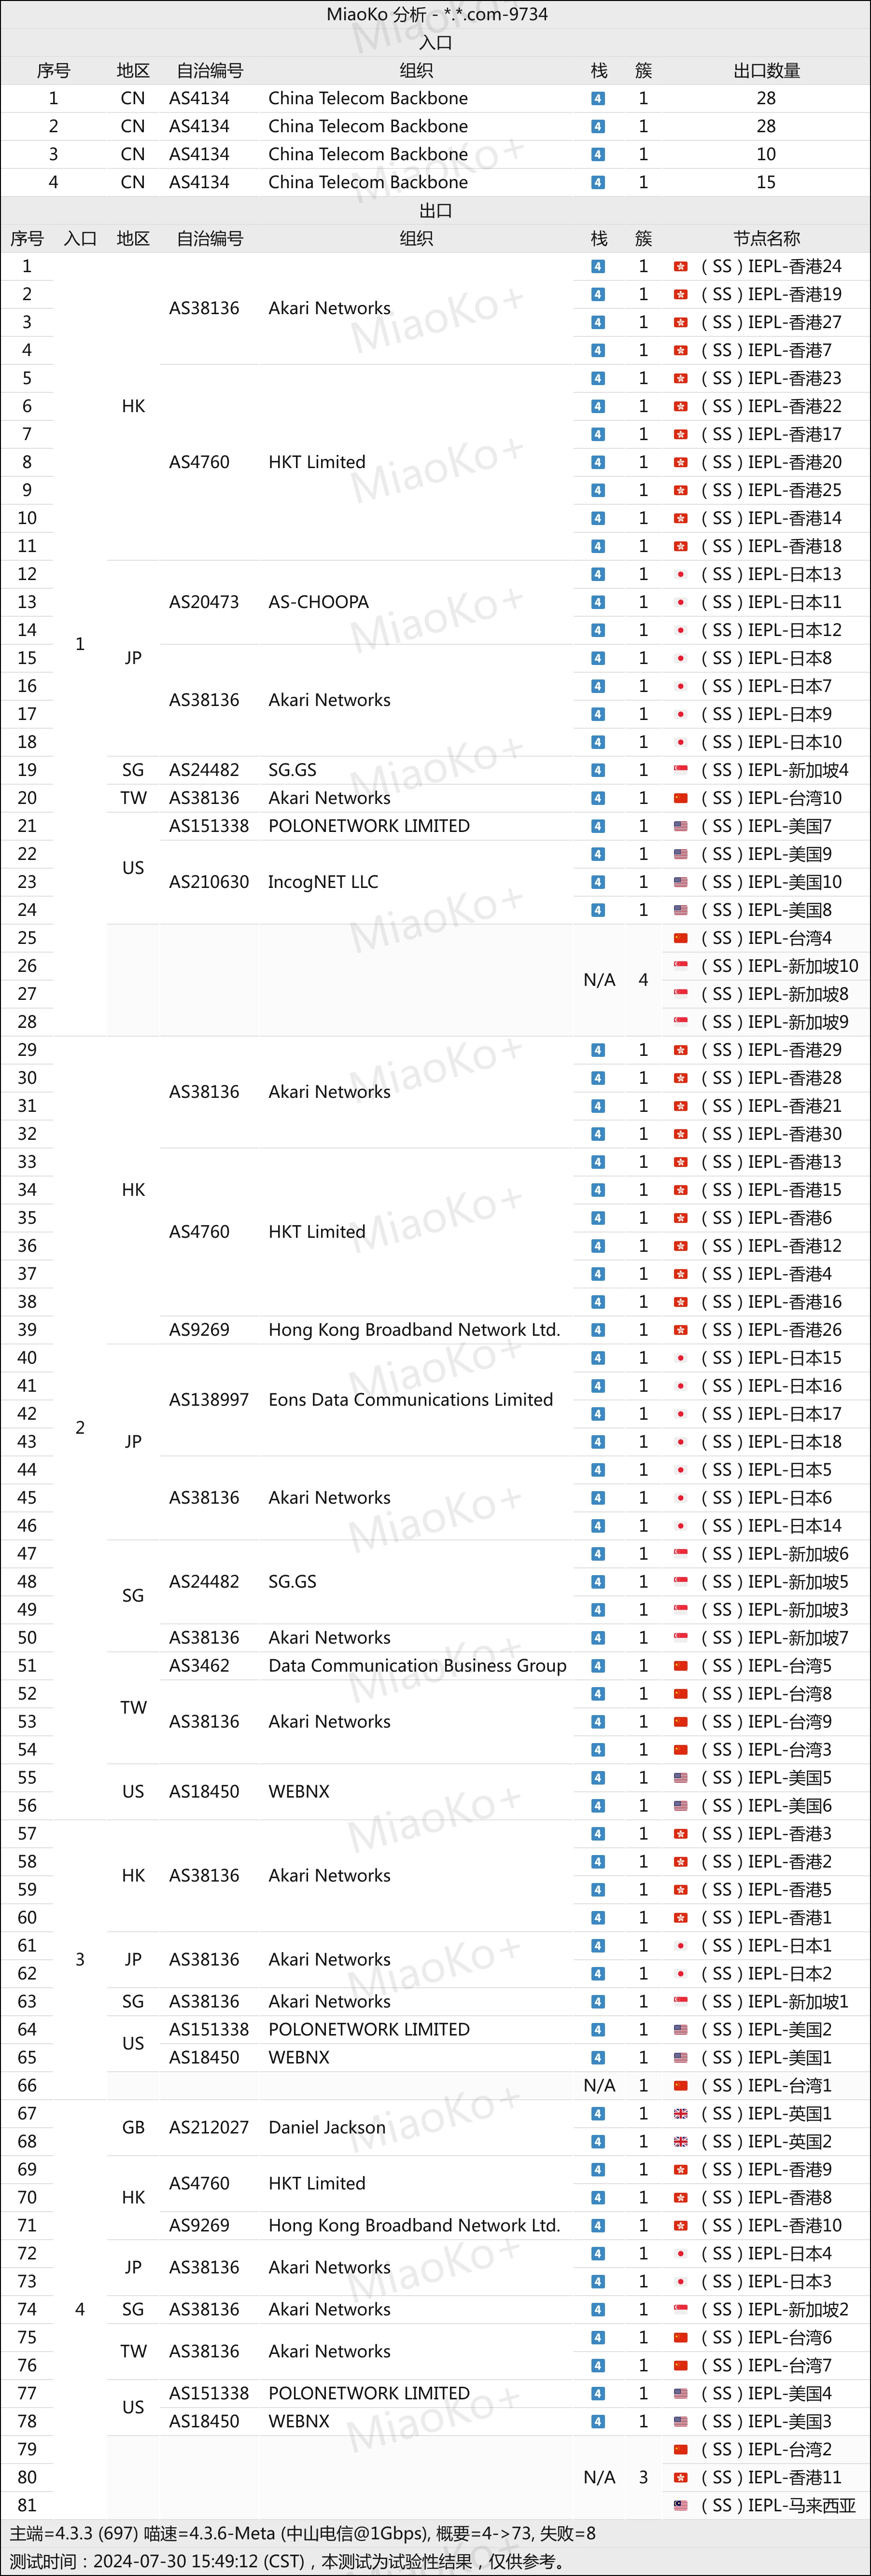 MiaoKo 分析 - *.*.com-9734
入口
序号 地区 自治编号 组织 栈 簇 出口数量
1 CN AS4134 China Telecom Backbone 4 1 28
2 CN AS4134 China Telecom Backbone 4 1 28
3 CN AS4134 China Telecom Backbone 4 1 10
4 CN AS4134 China Telecom Backbone 4 1 15
出口
序号 入口 地区 自治编号 组织 栈 簇 节点名称
1 1 HK AS38136 Akari Networks 4 1 (SS) IEPL-香港24
2 4 1 (SS) IEPL-香港19
3 4 1 (SS) IEPL-香港27
4 4 1 (SS) IEPL-香港7
5 AS4760 HKT Limited 4 1 (SS) IEPL-香港23
6 4 1 (SS) IEPL-香港22
7 4 1 (SS) IEPL-香港17
8 4 1 (SS) IEPL-香港20
9 4 1 (SS) IEPL-香港25
10 4 1 (SS) IEPL-香港14
11 4 1 (SS) IEPL-香港18
12 JP AS20473 AS-CHOOPA 4 1 (SS) IEPL-日本13
13 4 1 (SS) IEPL-日本11
14 4 1 (SS) IEPL-日本12
15 AS38136 Akari Networks 4 1 (SS) IEPL-日本8
16 4 1 (SS) IEPL-日本7
17 4 1 (SS) IEPL-日本9
18 4 1 (SS) IEPL-日本10
19 SG AS24482 SG.GS 4 1 (SS) IEPL-新加坡4
20 TW AS38136 Akari Networks 4 1 (SS) IEPL-台湾10
21 US AS151338 POLONETWORK LIMITED 4 1 (SS) IEPL-美国7
22 AS210630 IncogNET LLC 4 1 (SS) IEPL-美国9
23 4 1 (SS) IEPL-美国10
24 4 1 (SS) IEPL-美国8
25 N/A 4 (SS) IEPL-台湾4
26 (SS) IEPL-新加坡10
27 (SS) IEPL-新加坡8
28 (SS) IEPL-新加坡9
29 2 HK AS38136 Akari Networks 4 1 (SS) IEPL-香港29
30 4 1 (SS) IEPL-香港28
31 4 1 (SS) IEPL-香港21
32 4 1 (SS) IEPL-香港30
33 AS4760 HKT Limited 4 1 (SS) IEPL-香港13
34 4 1 (SS) IEPL-香港15
35 4 1 (SS) IEPL-香港6
36 4 1 (SS) IEPL-香港12
37 4 1 (SS) IEPL-香港4
38 4 1 (SS) IEPL-香港16
39 AS9269 Hong Kong Broadband Network Ltd. 4 1 (SS) IEPL-香港26
40 JP AS138997 Eons Data Communications Limited 4 1 (SS) IEPL-日本15
41 4 1 (SS) IEPL-日本16
42 4 1 (SS) IEPL-日本17
43 4 1 (SS) IEPL-日本18
44 AS38136 Akari Networks 4 1 (SS) IEPL-日本5
45 4 1 (SS) IEPL-日本6
46 4 1 (SS) IEPL-日本14
47 SG AS24482 SG.GS 4 1 (SS) IEPL-新加坡6
48 4 1 (SS) IEPL-新加坡5
49 4 1 (SS) IEPL-新加坡3
50 AS38136 Akari Networks 4 1 (SS) IEPL-新加坡7
51 TW AS3462 Data Communication Business Group 4 1 (SS) IEPL-台湾5
52 AS38136 Akari Networks 4 1 (SS) IEPL-台湾8
53 4 1 (SS) IEPL-台湾9
54 4 1 (SS) IEPL-台湾3
55 US AS18450 WEBNX 4 1 (SS) IEPL-美国5
56 4 1 (SS) IEPL-美国6
57 3 HK AS38136 Akari Networks 4 1 (SS) IEPL-香港3
58 4 1 (SS) IEPL-香港2
59 4 1 (SS) IEPL-香港5
60 4 1 (SS) IEPL-香港1
61 JP AS38136 Akari Networks 4 1 (SS) IEPL-日本1
62 4 1 (SS) IEPL-日本2
63 SG AS38136 Akari Networks 4 1 (SS) IEPL-新加坡1
64 US AS151338 POLONETWORK LIMITED 4 1 (SS) IEPL-美国2
65 AS18450 WEBNX 4 1 (SS) IEPL-美国1
66 N/A 1 (SS) IEPL-台湾1
67 4 GB AS212027 Daniel Jackson 4 1 (SS) IEPL-英国1
68 4 1 (SS) IEPL-英国2
69 HK AS4760 HKT Limited 4 1 (SS) IEPL-香港9
70 4 1 (SS) IEPL-香港8
71 AS9269 Hong Kong Broadband Network Ltd. 4 1 (SS) IEPL-香港10
72 JP AS38136 Akari Networks 4 1 (SS) IEPL-日本4
73 4 1 (SS) IEPL-日本3
74 SG AS38136 Akari Networks 4 1 (SS) IEPL-新加坡2
75 TW AS38136 Akari Networks 4 1 (SS) IEPL-台湾6
76 4 1 (SS) IEPL-台湾7
77 US AS151338 POLONETWORK LIMITED 4 1 (SS) IEPL-美国4
78 AS18450 WEBNX 4 1 (SS) IEPL-美国3
79 N/A 3 (SS) IEPL-台湾2
80 (SS) IEPL-香港11
81 (SS) IEPL-马来西亚
主端=4.3.3 (697) 喵速=4.3.6-Meta (中山电信@1Gbps), 概要=4->73, 失败=8
测试时间：2024-07-30 15:49:12 (CST)，本测试为试验性结果，仅供参考。